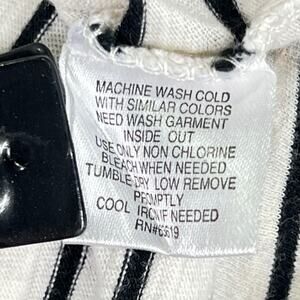 MACHINE WASH COLD
WITH SIMILAR COLORS
NEED WASH GARMENT
INSIDE OUT
USE ONLY NON CHLORINE
BLEACH WHEN NEEDED
TUMBLE DRY LOW REMOVE
PROMPTLY
COOL IRON IF NEEDED